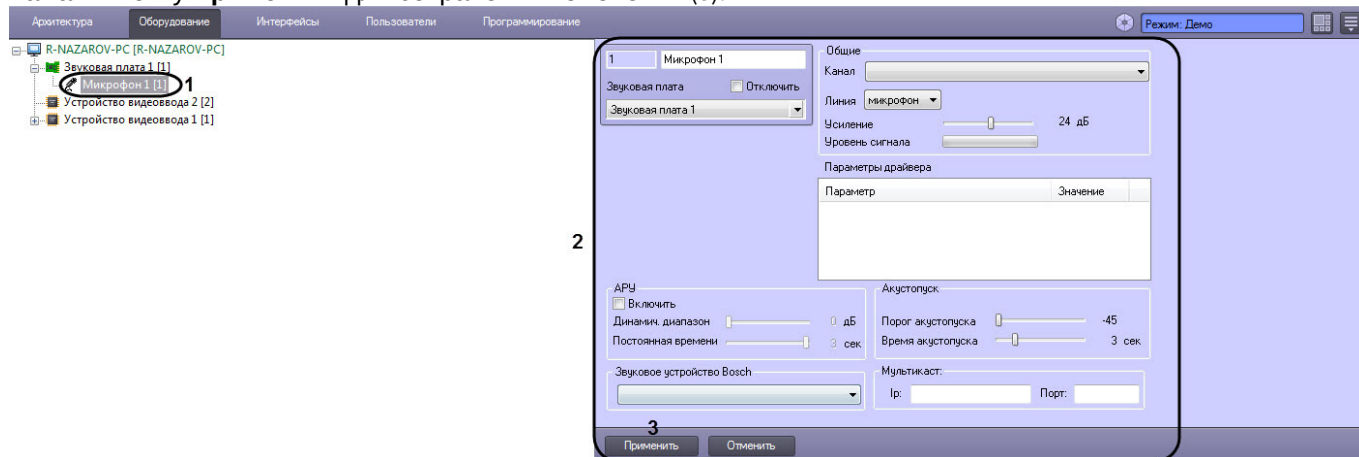 Архитектура Оборудование Интерфейсы Пользователи Программирование Режим: Демо
R-NAZAROV-PC [R-NAZAROV-PC]
Звуковая плата 1 [1]
Микрофон 1 [1] 1
Устройство видеоввода 2 [2]
Устройство видеоввода 1 [1]
2
1 Микрофон 1
Звуковая плата Отключить
Звуковая плата 1
Общие
Канал
Линия микрофон
Усиление 24 дБ
Уровень сигнала
Параметры драйвера
Параметр Значение
АРУ
Включить
Динамич. диапазон 0 дБ
Постоянная времени 3 сек
Акустопуск
Порог акустопуска -45
Время акустопуска 3 сек
Звуковое устройство Bosch
Мультикаст:
Ip: Порт:
3
Применить Отменить